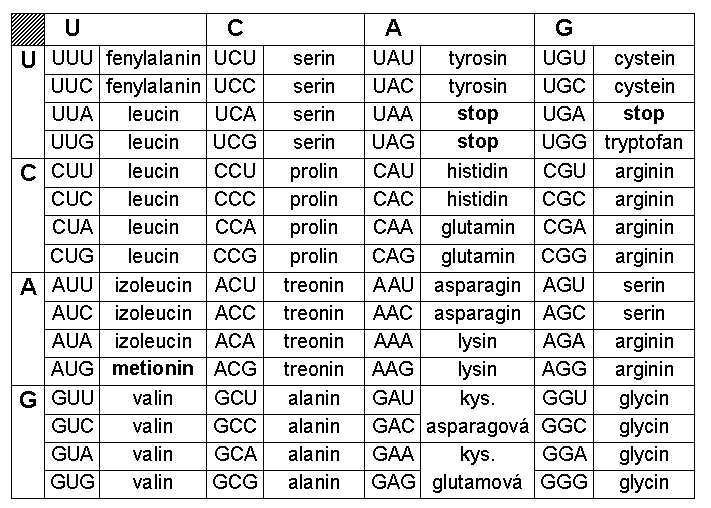 U C A G
U UUU fenylalanin UCU serin UAU tyrosin UGU cystein
UUC fenylalanin UCC serin UAC tyrosin UGC cystein
UUA leucin UCA serin UAA stop UGA stop
UUG leucin UCG serin UAG stop UGG tryptofan
C CUU leucin CCU prolin CAU histidin CGU arginin
CUC leucin CCC prolin CAC histidin CGC arginin
CUA leucin CCA prolin CAA glutamin CGA arginin
CUG leucin CCG prolin CAG glutamin CGG arginin
A AUU izoleucin ACU treonin AAU asparagin AGU serin
AUC izoleucin ACC treonin AAC asparagin AGC serin
AUA izoleucin ACA treonin AAA lysin AGA arginin
AUG metionin ACG treonin AAG lysin AGG arginin
G GUU valin GCU alanin GAU kys. GGU glycin
GUC valin GCC alanin GAC asparagová GGC glycin
GUA valin GCA alanin GAA kys. GGA glycin
GUG valin GCG alanin GAG glutamová GGG glycin